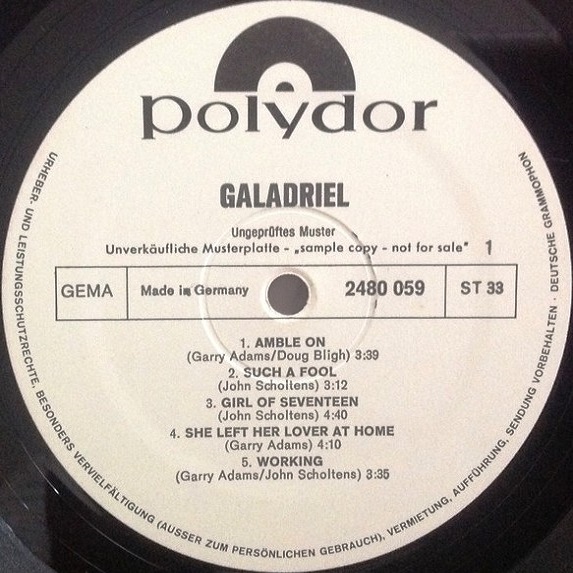 polydor
GALADRIEL
Ungeprüftes Muster
Unverkäufliche Musterplatte - „sample copy - not for sale" 1
GEMA Made in Germany 2480 059 ST 33
1. AMBLE ON
(Garry Adams/Doug Bligh) 3:39
2. SUCH A FOOL
(John Scholtens) 3:12
3. GIRL OF SEVENTEEN
(John Scholtens) 4:40
4. SHE LEFT HER LOVER AT HOME
(Garry Adams) 4:10
5. WORKING
(Garry Adams/John Scholtens) 3:35
URHEBER- UND LEISTUNGSSCHUTZRECHTE, BESONDERS VERVIELFÄLTIGUNG (AUSSER ZUM PERSÖNLICHEN GEBRAUCH), VERMIETUNG, AUFFÜHRUNG, SENDUNG VORBEHALTEN · DEUTSCHE GRAMMOPHON